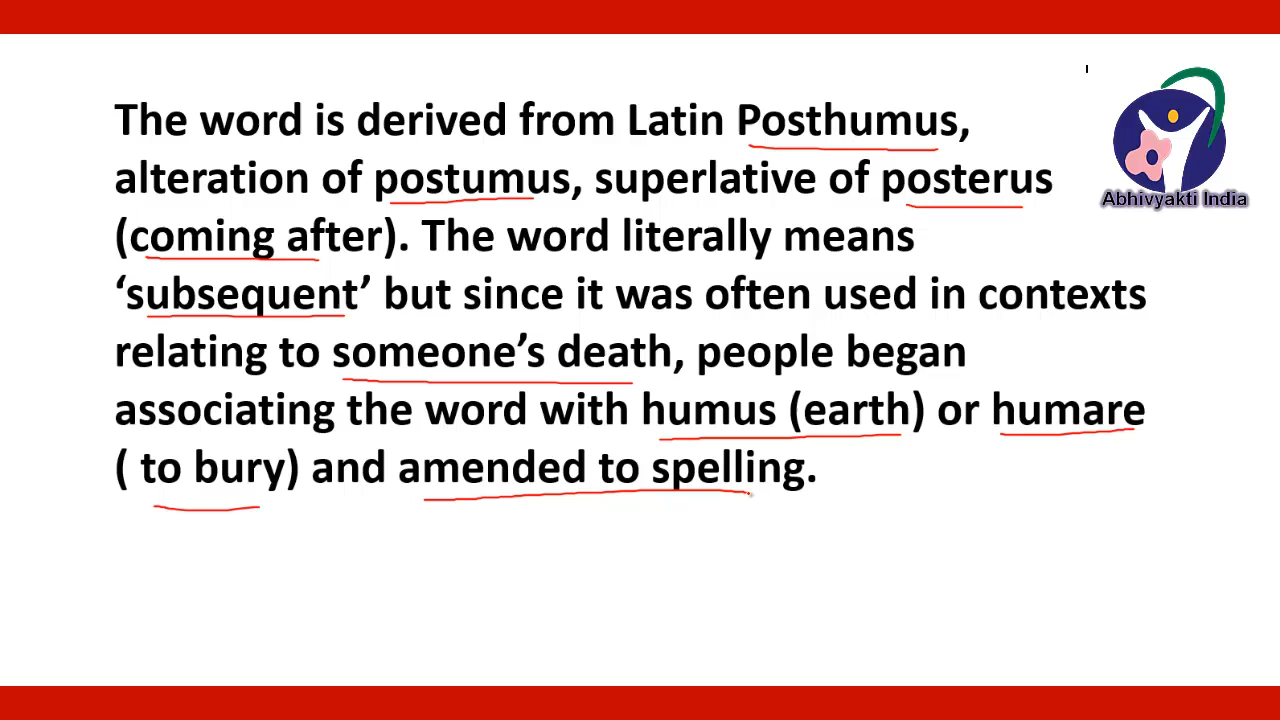 The word is derived from Latin Posthumus,
alteration of postumus, superlative of posterus
(coming after). The word literally means
‘subsequent’ but since it was often used in contexts
relating to someone’s death, people began
associating the word with humus (earth) or humare
( to bury) and amended to spelling.
Abhivyakti India